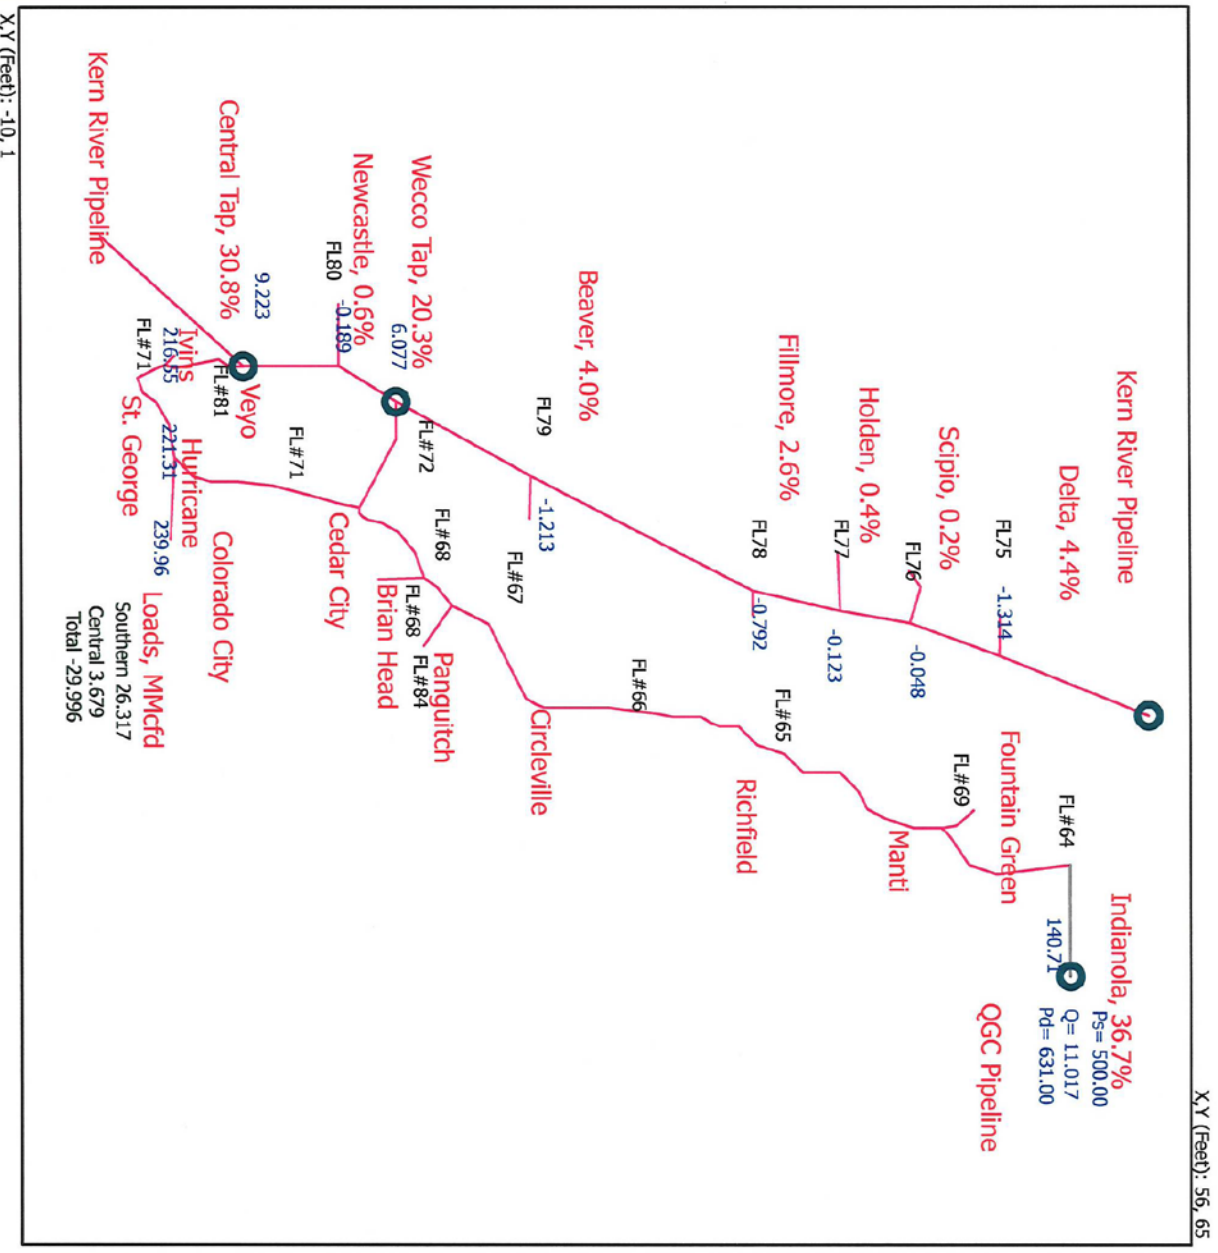 X,Y (Feet): 56, 65
Indianola, 36.7%
Ps= 500.00
Q= 11.017
Pd= 631.00
140.71
QGC Pipeline
FL#64
Fountain Green
FL#69
Manti
Richfield
FL#65
FL#66
Circleville
Kern River Pipeline
Delta, 4.4%
FL75
-1.314
Scipio, 0.2%
FL76
-0.048
Holden, 0.4%
FL77
-0.123
Fillmore, 2.6%
FL78
-0.792
Beaver, 4.0%
FL79
-1.213
FL#67
FL#68
Panguitch
FL#84
FL#68
Brian Head
Wecco Tap, 20.3%
6.077
FL#72
Newcastle, 0.6%
FL80
-0.189
Cedar City
FL#71
Central Tap, 30.8%
9.223
Veyo
FL#81
Ivins
216.55
FL#71
St. George
Hurricane
221.31
Colorado City
239.96
Kern River Pipeline
Loads, MMcfd
Southern 26.317
Central 3.679
Total -29.996
X,Y (Feet): -10, 1